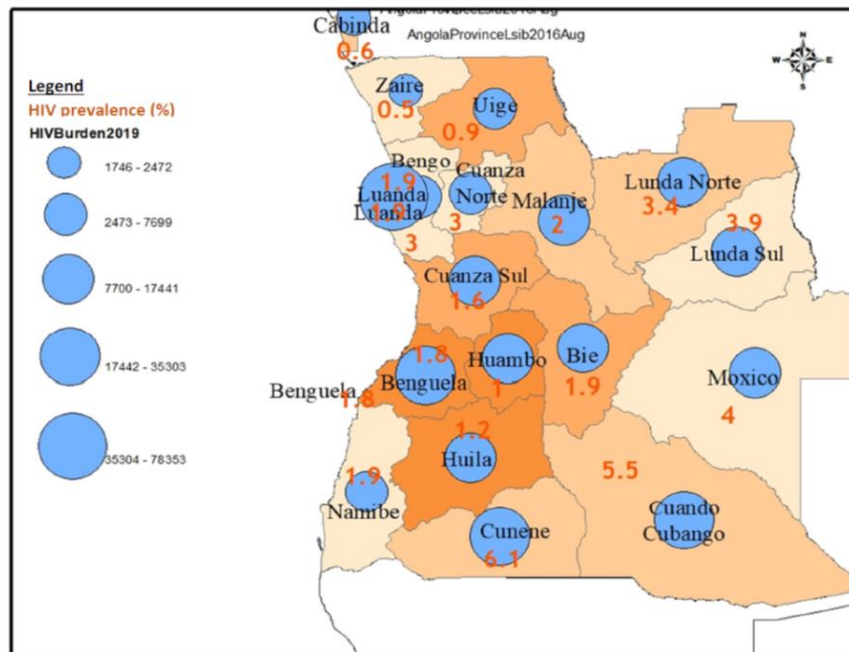 AngolaProvinceLsib2016Aug
Cabinda
0.6
N
W E
S
Legend
HIV prevalence (%)
HIVBurden2019
1746 - 2472
2473 - 7699
7700 - 17441
17442 - 35303
35304 - 78353
Zaire
0.5
Uige
0.9
Bengo
1.9
Luanda
Luanda
1.9
3
Cuanza
Norte
3
Malanje
2
Lunda Norte
3.4
3.9
Lunda Sul
Cuanza Sul
1.6
1.8
Benguela
Benguela
1.8
Huambo
1
Bie
1.9
Moxico
4
1.2
Huila
5.5
1.9
Namibe
Cunene
6.1
Cuando
Cubango